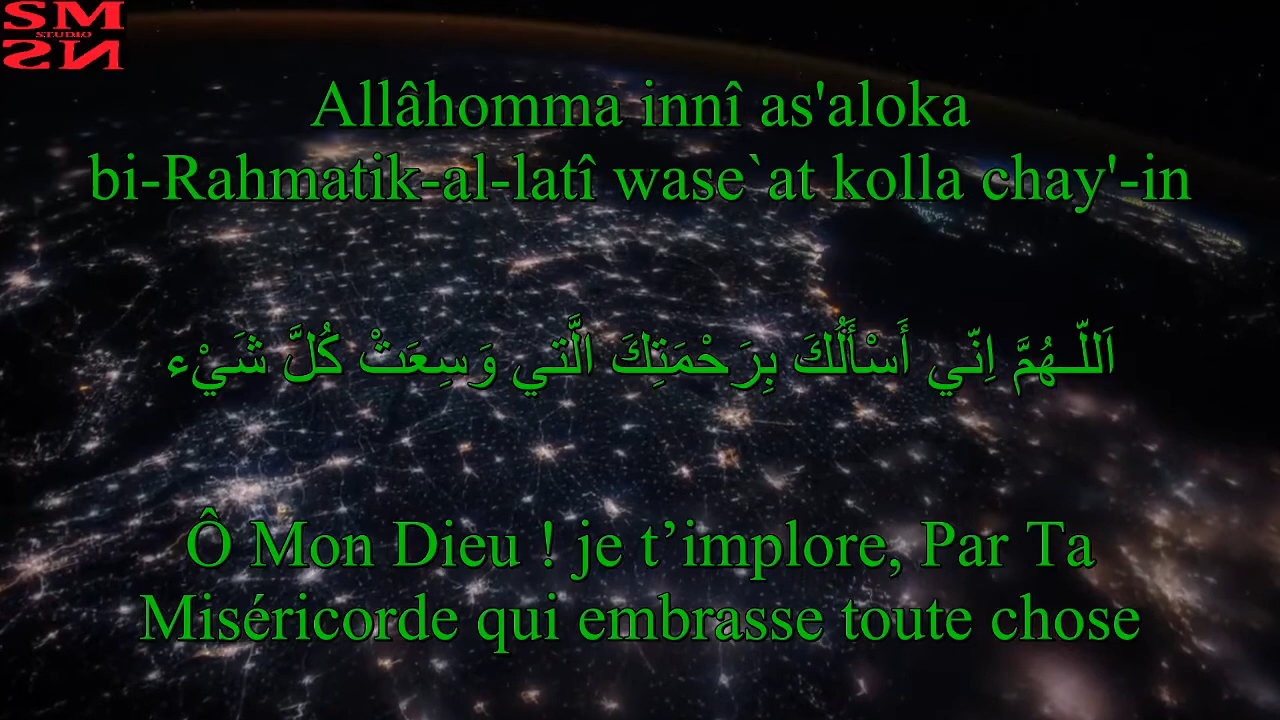 SM
STUDIO
SM
Allâhomma innî as'aloka
bi-Rahmatik-al-latî wase`at kolla chay'-in
اَللّــهُمَّ اِنّي أَسْأَلُكَ بِرَحْمَتِكَ الَّتي وَسِعَتْ كُلَّ شَيْء
Ô Mon Dieu ! je t’implore, Par Ta
Miséricorde qui embrasse toute chose